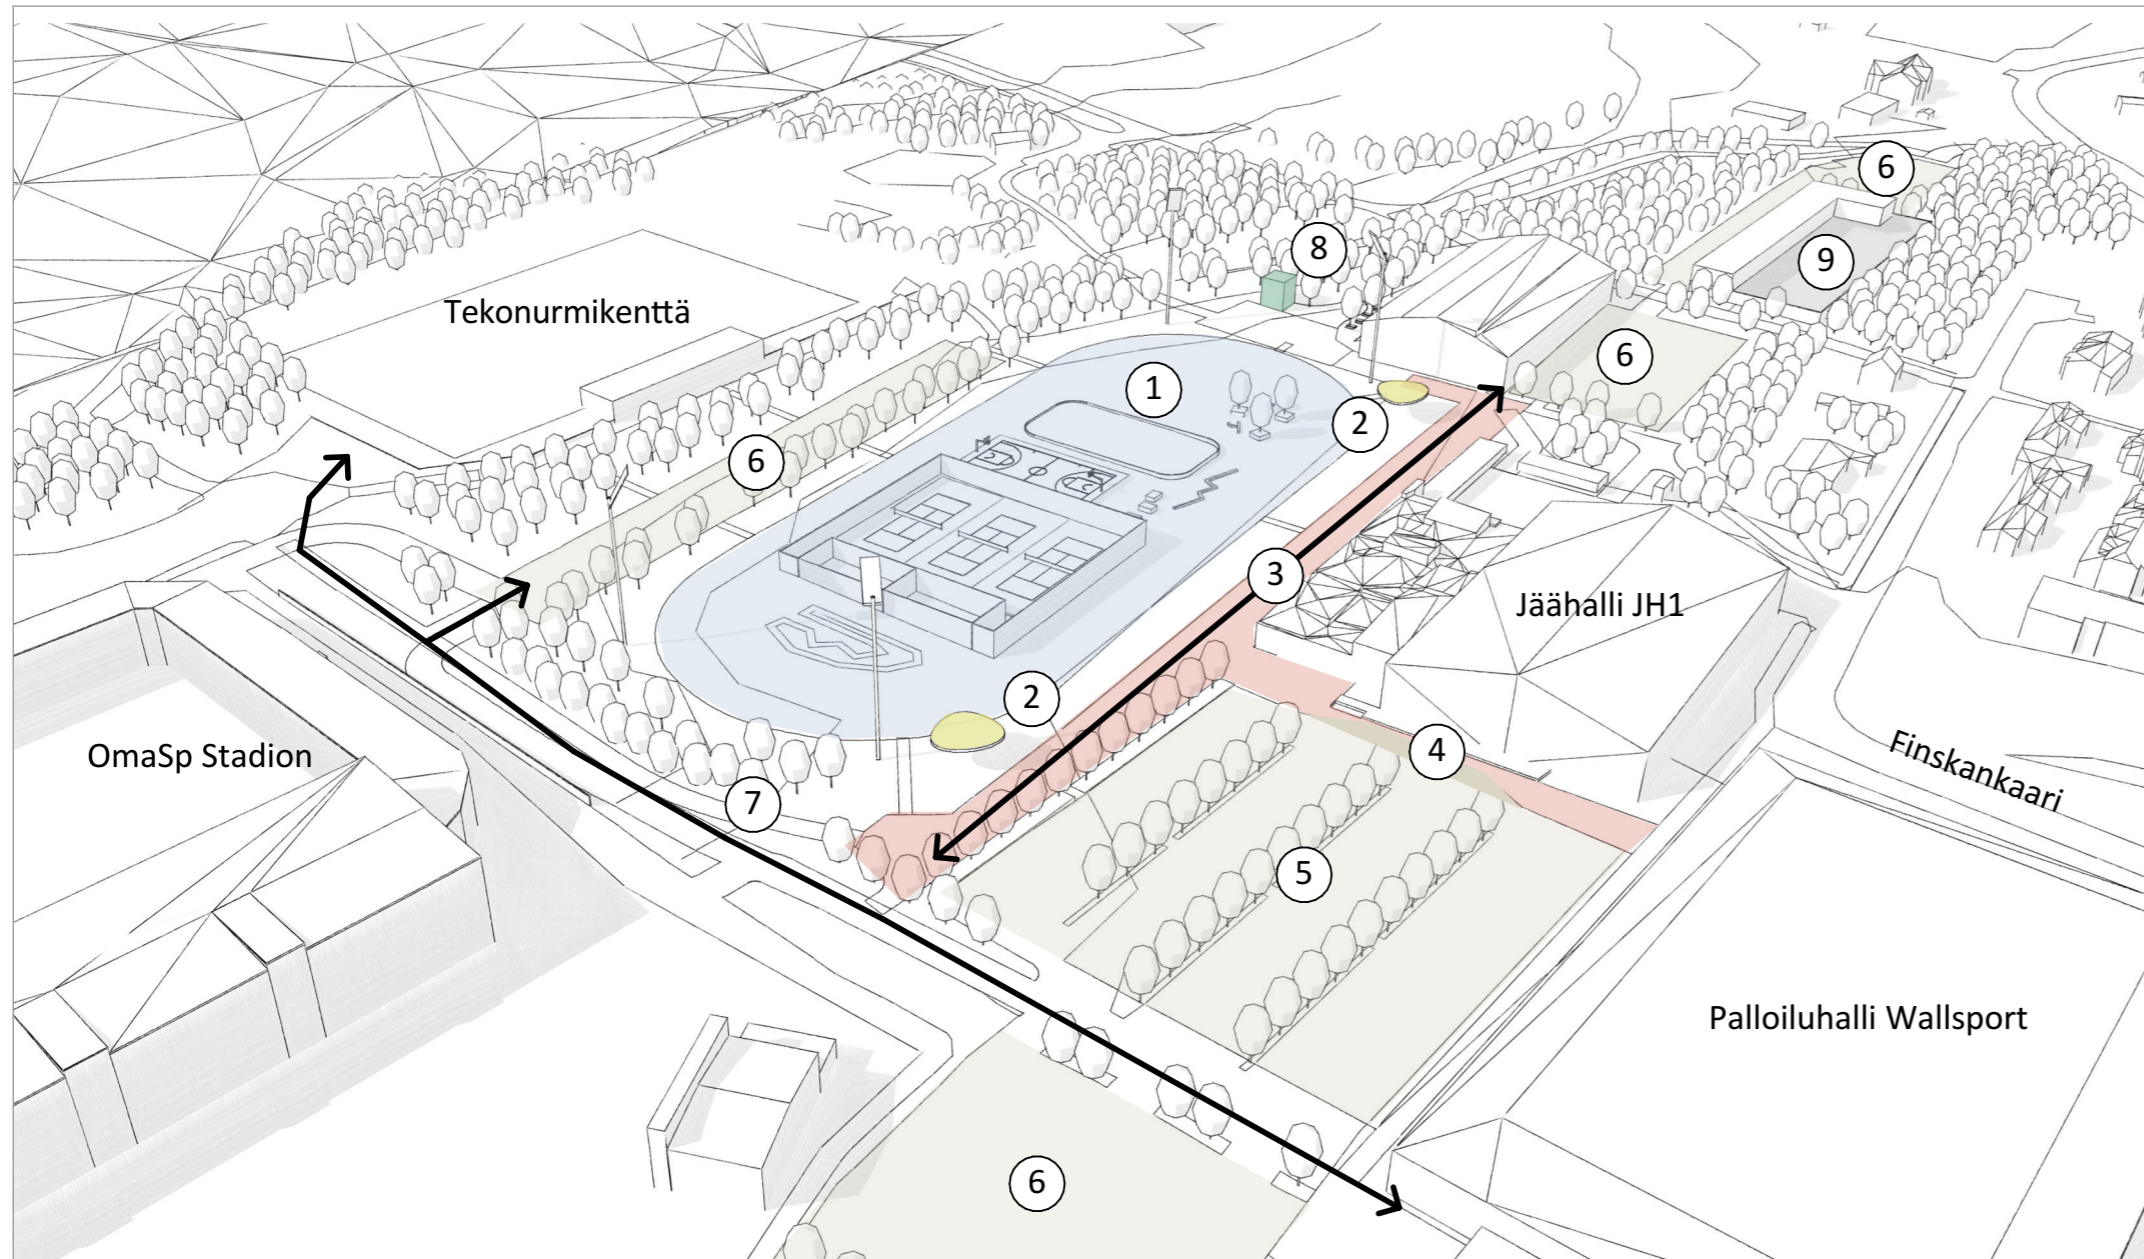 6
8
9
Tekonurmikenttä
6
1
2
6
3
Jäähalli JH1
2
OmaSp Stadion
4
Finskankaari
7
5
Palloiluhalli Wallsport
6